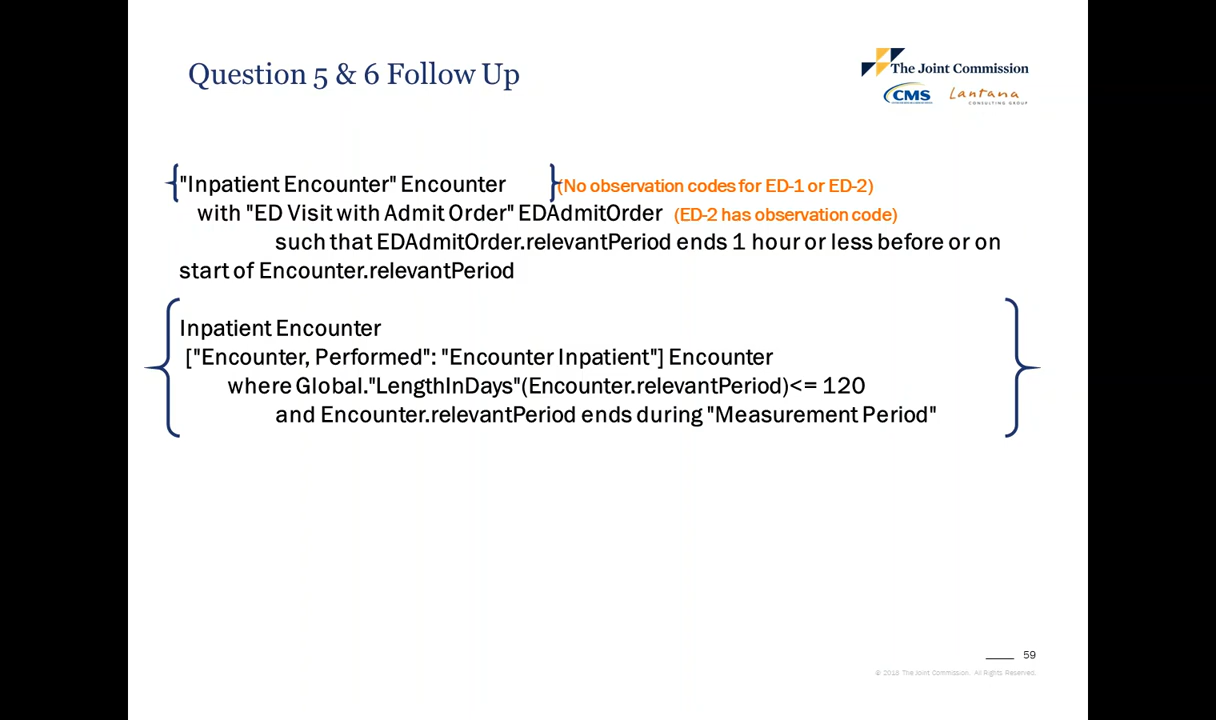 Question 5 & 6 Follow Up
The Joint Commission
CMS Lantana
CONSULTING GROUP
"Inpatient Encounter" Encounter (No observation codes for ED-1 or ED-2)
with "ED Visit with Admit Order" EDAdmitOrder (ED-2 has observation code)
such that EDAdmitOrder.relevantPeriod ends 1 hour or less before or on
start of Encounter.relevantPeriod
Inpatient Encounter
["Encounter, Performed": "Encounter Inpatient"] Encounter
where Global."LengthInDays"(Encounter.relevantPeriod)<= 120
and Encounter.relevantPeriod ends during "Measurement Period"
59
The Joint Commission. All Rights Reserved.